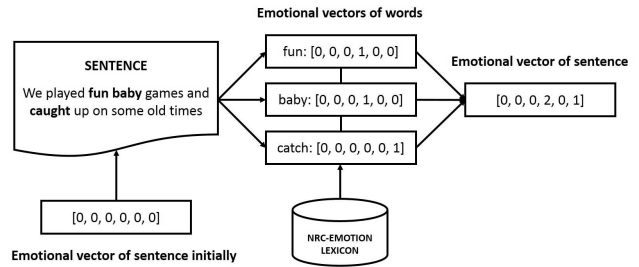 Emotional vectors of words
SENTENCE
We played fun baby games and
caught up on some old times
fun: [0, 0, 0, 1, 0, 0]
baby: [0, 0, 0, 1, 0, 0]
catch: [0, 0, 0, 0, 0, 1]
Emotional vector of sentence
[0, 0, 0, 2, 0, 1]
[0, 0, 0, 0, 0, 0]
Emotional vector of sentence initially
NRC-EMOTION
LEXICON